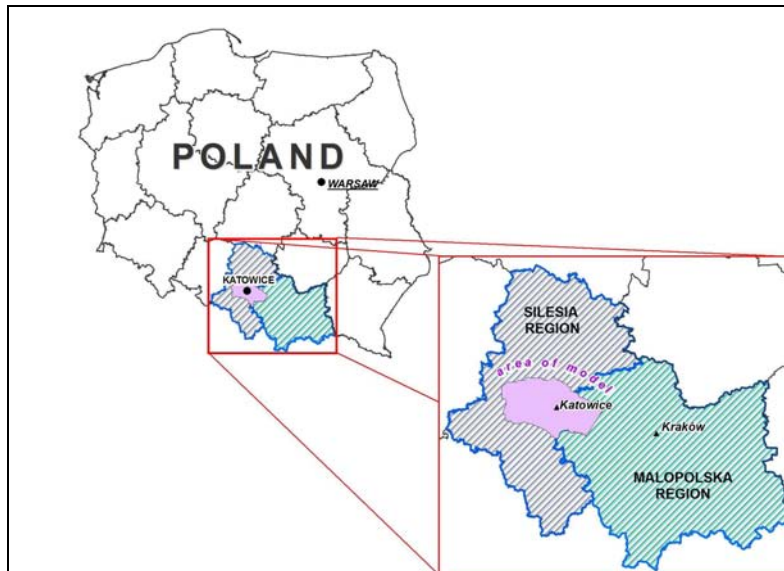 POLAND
WARSAW
KATOWICE
SILESIA
REGION
area of model
Katowice
Kraków
MALOPOLSKA
REGION